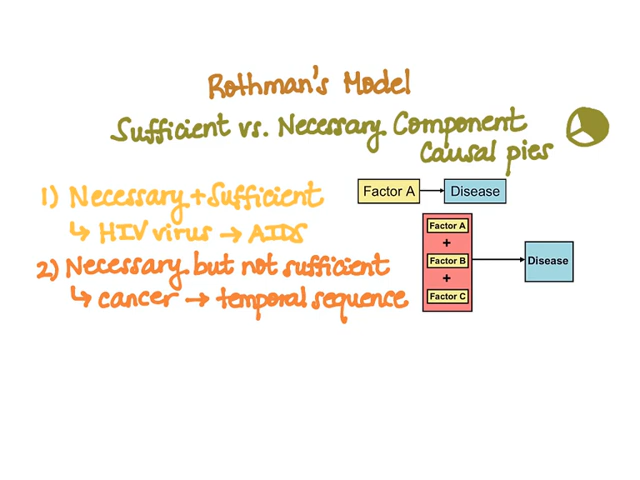 Rothman's Model
Sufficient vs. Necessary Component
Causal pies
1) Necessary + Sufficient
↳ HIV virus → AIDS
Factor A
Disease
2) Necessary but not sufficient
↳ cancer → temporal sequence
Factor A
+
Factor B
+
Factor C
Disease